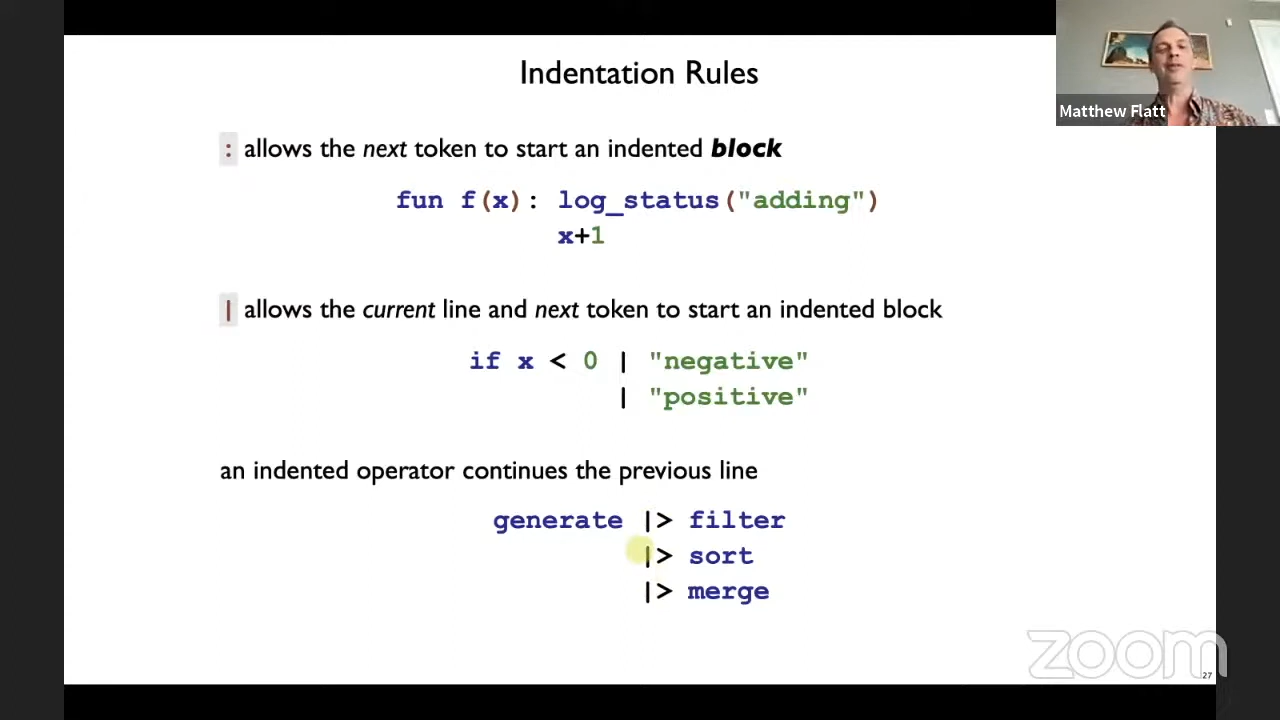 Indentation Rules
Matthew Flatt
: allows the next token to start an indented block
fun f(x): log_status("adding")
x+1
| allows the current line and next token to start an indented block
if x < 0 | "negative"
| "positive"
an indented operator continues the previous line
generate |> filter
|> sort
|> merge
zoom
27